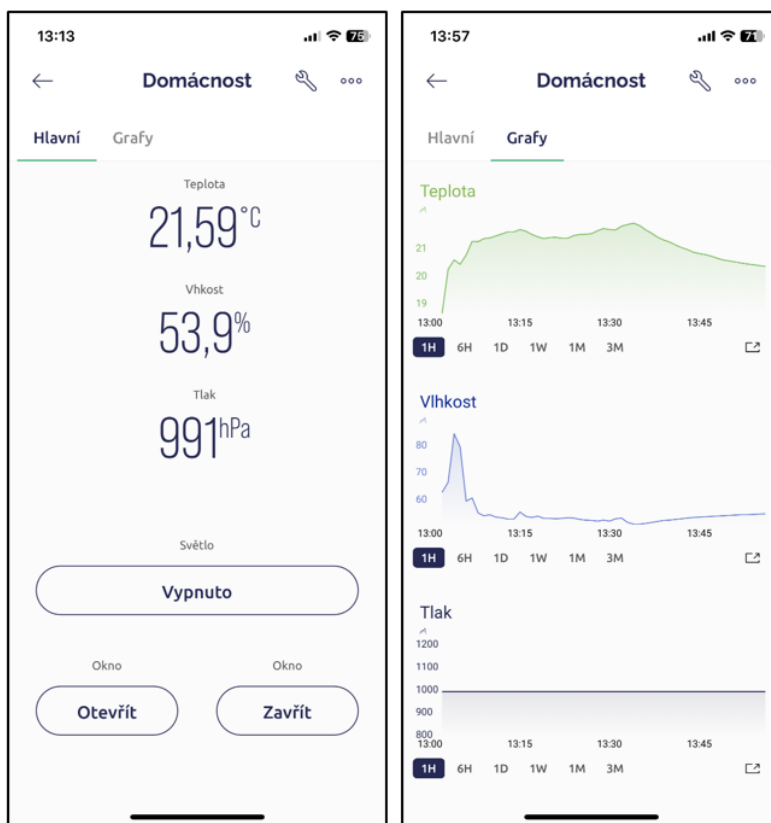 13:13
75
Domácnost
Hlavní Grafy
Teplota
21,59°C
Vhkost
53,9%
Tlak
991hPa
Světlo
Vypnuto
Okno Okno
Otevřít Zavřít
13:57
71
Domácnost
Hlavní Grafy
Teplota
21
20
19
13:00 13:15 13:30 13:45
1H 6H 1D 1W 1M 3M
Vlhkost
80
70
60
13:00 13:15 13:30 13:45
1H 6H 1D 1W 1M 3M
Tlak
1200
1100
1000
900
800
13:00 13:15 13:30 13:45
1H 6H 1D 1W 1M 3M